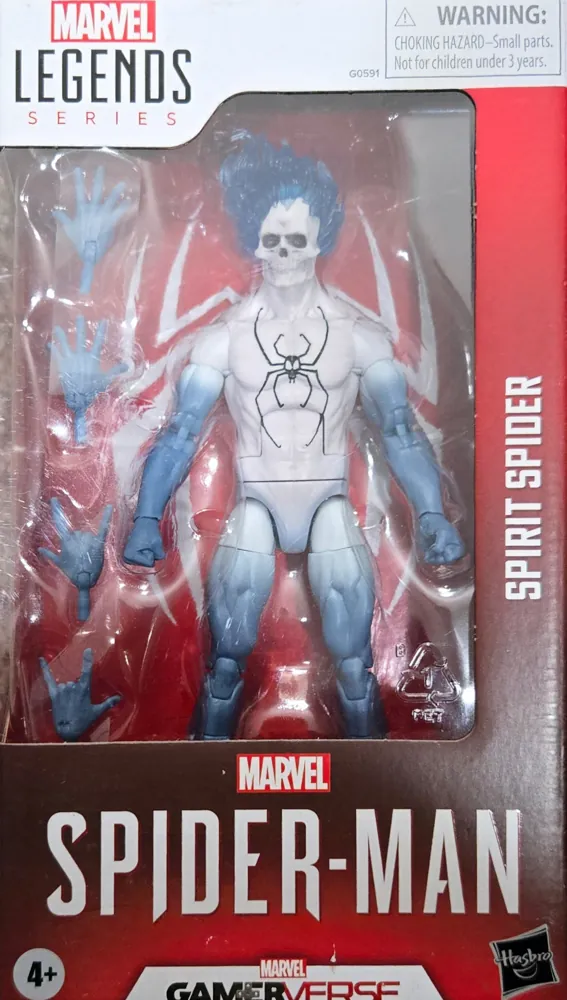 MARVEL
LEGENDS
SERIES
G0591
WARNING:
CHOKING HAZARD–Small parts.
Not for children under 3 years.
SPIRIT SPIDER
PET
MARVEL
SPIDER-MAN
4+
MARVEL
GAMERVERSE
Hasbro